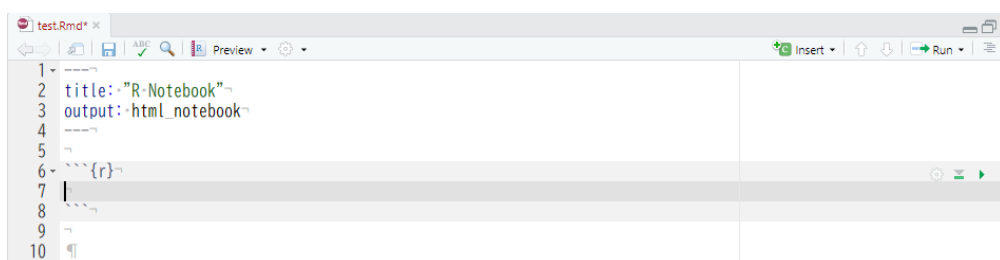 test.Rmd*
ABC Preview Insert Run
1 ---
2 title: "R Notebook"
3 output: html_notebook
4 ---
5
6 ```{r}
7
8 ```
9
10